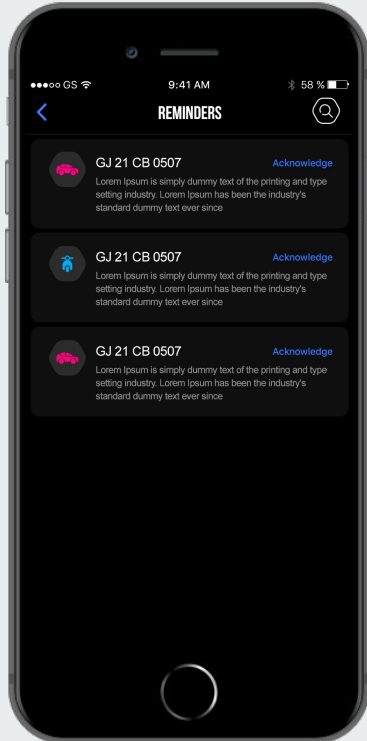 GS 9:41 AM 58 %
REMINDERS
GJ 21 CB 0507 Acknowledge
Lorem Ipsum is simply dummy text of the printing and type
setting industry. Lorem Ipsum has been the industry's
standard dummy text ever since
GJ 21 CB 0507 Acknowledge
Lorem Ipsum is simply dummy text of the printing and type
setting industry. Lorem Ipsum has been the industry's
standard dummy text ever since
GJ 21 CB 0507 Acknowledge
Lorem Ipsum is simply dummy text of the printing and type
setting industry. Lorem Ipsum has been the industry's
standard dummy text ever since